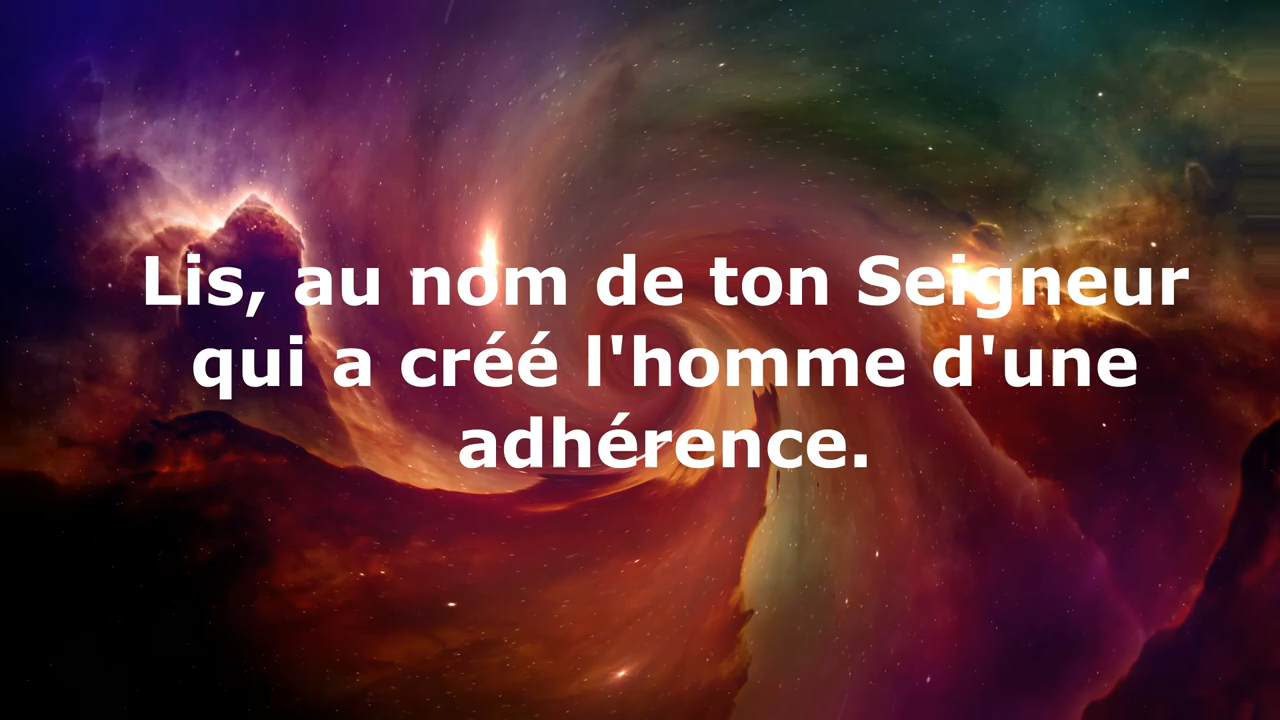 Lis, au nom de ton Seigneur
qui a créé l'homme d'une
adhérence.